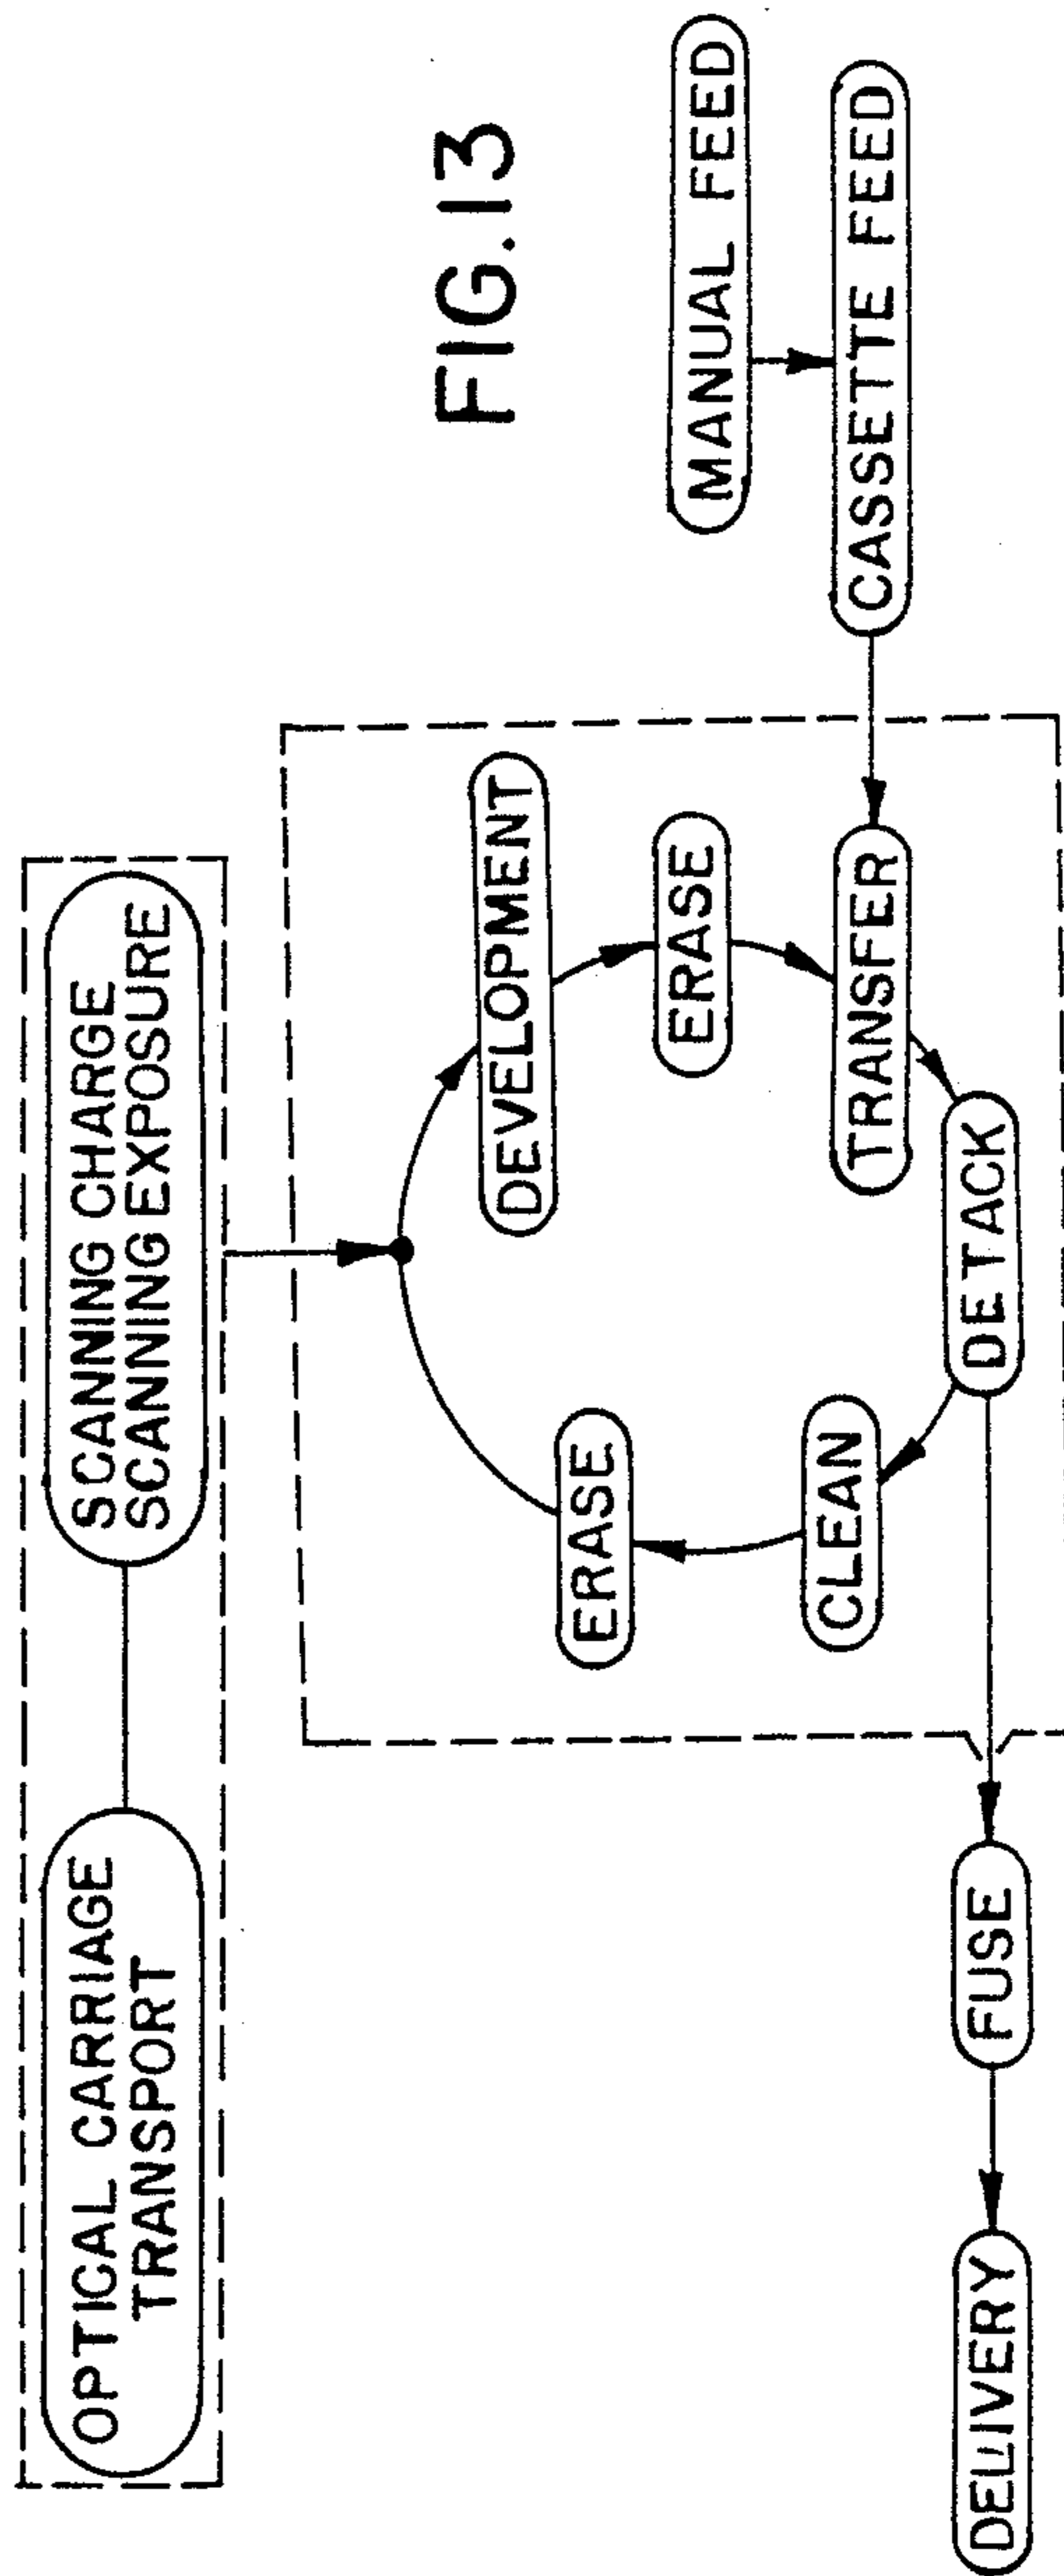 FIG.13
OPTICAL CARRIAGE
TRANSPORT
SCANNING CHARGE
SCANNING EXPOSURE
DEVELOPMENT
ERASE
TRANSFER
DETACK
CLEAN
ERASE
MANUAL FEED
CASSETTE FEED
FUSE
DELIVERY